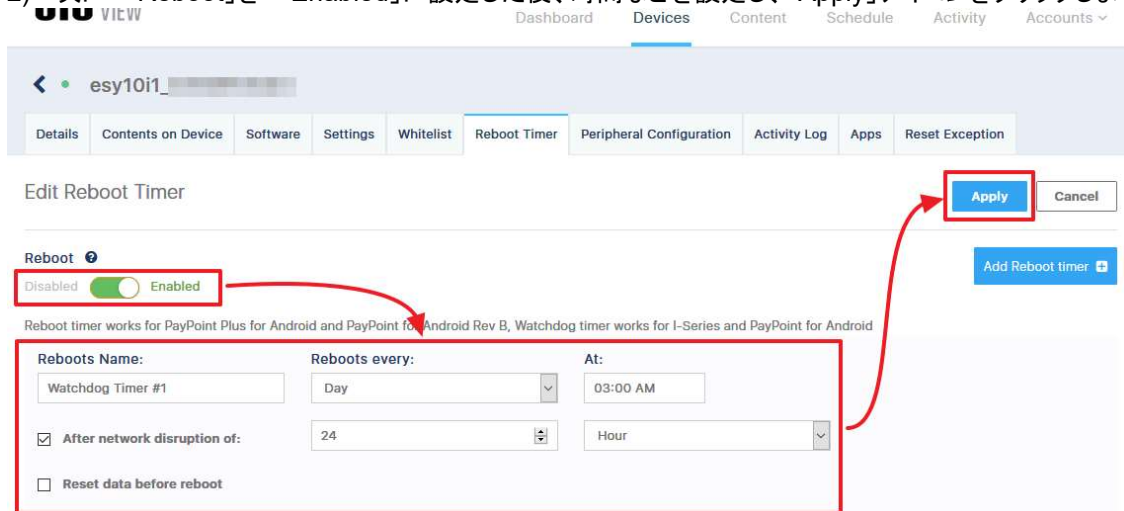 VIEW
Dashboard Devices Content Schedule Activity Accounts
esy10i1_
Details Contents on Device Software Settings Whitelist Reboot Timer Peripheral Configuration Activity Log Apps Reset Exception
Edit Reboot Timer
Apply Cancel
Reboot
Disabled Enabled
Add Reboot timer
Reboot timer works for PayPoint Plus for Android and PayPoint for Android Rev B, Watchdog timer works for I-Series and PayPoint for Android
Reboots Name: Reboots every: At:
Watchdog Timer #1 Day 03:00 AM
After network disruption of: 24 Hour
Reset data before reboot